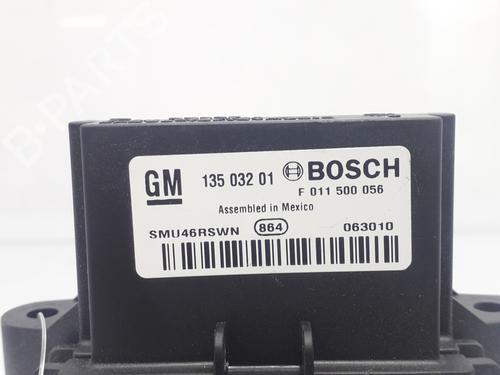 GM 135 032 01 BOSCH
F 011 500 056
Assembled in Mexico
SMU46RSWN 864 063010
B-PARTS